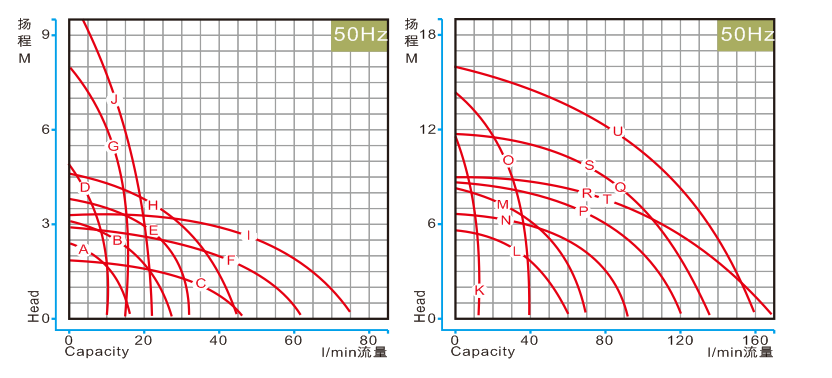 扬
程
M
9
6
3
0
Head
50Hz
J
G
D
H
E
I
B
A
F
C
0 20 40 60 80
Capacity l/min流量
扬
程
M
18
12
6
0
Head
50Hz
U
O
S
Q
R
T
M
P
N
L
K
0 40 80 120 160
Capacity l/min流量